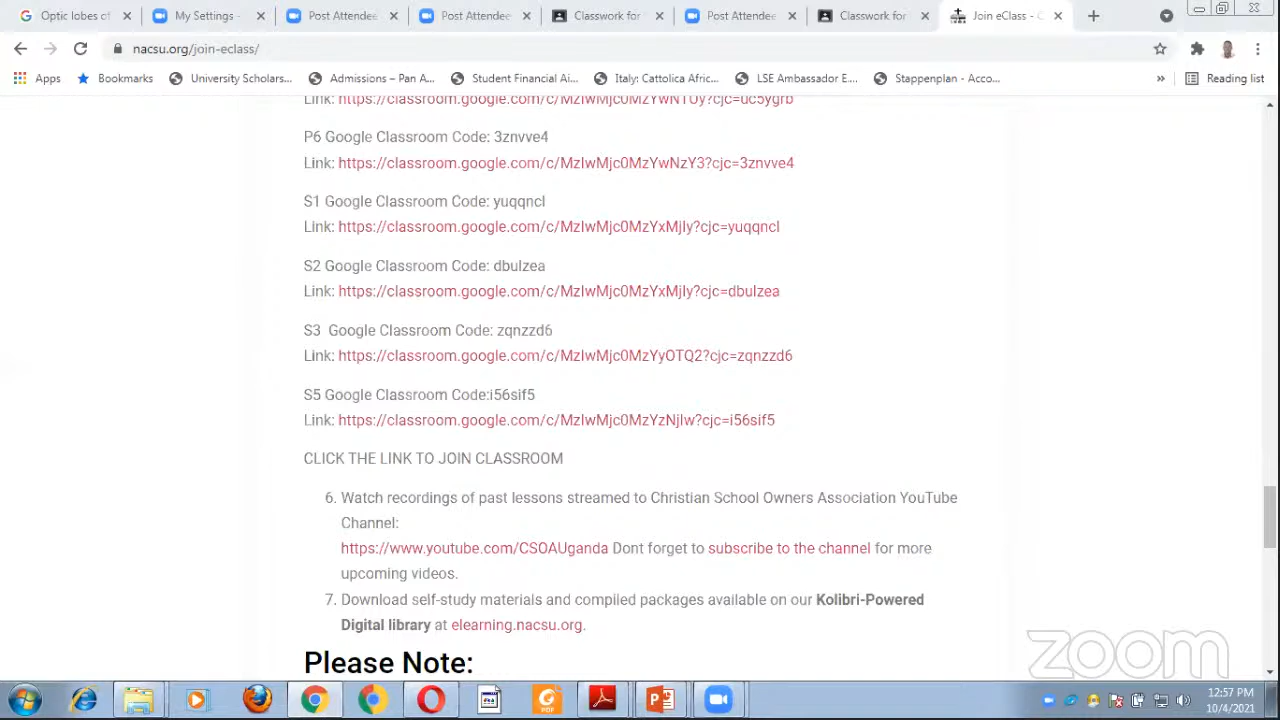 Optic lobes of
My Settings -
Post Attendee
Post Attendee
Classwork for
Post Attende
Classwork for
Join eClass - C
nacsu.org/join-eclass/
Apps Bookmarks University Scholars... Admissions – Pan A... Student Financial Ai... Italy: Cattolica Afric... LSE Ambassador E... Stappenplan - Acco... » Reading list
Link: https://classroom.google.com/c/MzIwMjc0MzYwNTUy?cjc=uc5ygrb
P6 Google Classroom Code: 3znvve4
Link: https://classroom.google.com/c/MzIwMjc0MzYwNzY3?cjc=3znvve4
S1 Google Classroom Code: yuqqncl
Link: https://classroom.google.com/c/MzIwMjc0MzYxMjIy?cjc=yuqqncl
S2 Google Classroom Code: dbulzea
Link: https://classroom.google.com/c/MzIwMjc0MzYxMjIy?cjc=dbulzea
S3 Google Classroom Code: zqnzzd6
Link: https://classroom.google.com/c/MzIwMjc0MzYyOTQ2?cjc=zqnzzd6
S5 Google Classroom Code:i56sif5
Link: https://classroom.google.com/c/MzIwMjc0MzYzNjIw?cjc=i56sif5
CLICK THE LINK TO JOIN CLASSROOM
6. Watch recordings of past lessons streamed to Christian School Owners Association YouTube
Channel:
https://www.youtube.com/CSOAUganda Dont forget to subscribe to the channel for more
upcoming videos.
7. Download self-study materials and compiled packages available on our Kolibri-Powered
Digital library at elearning.nacsu.org.
Please Note:
zoom
12:57 PM
10/4/2021